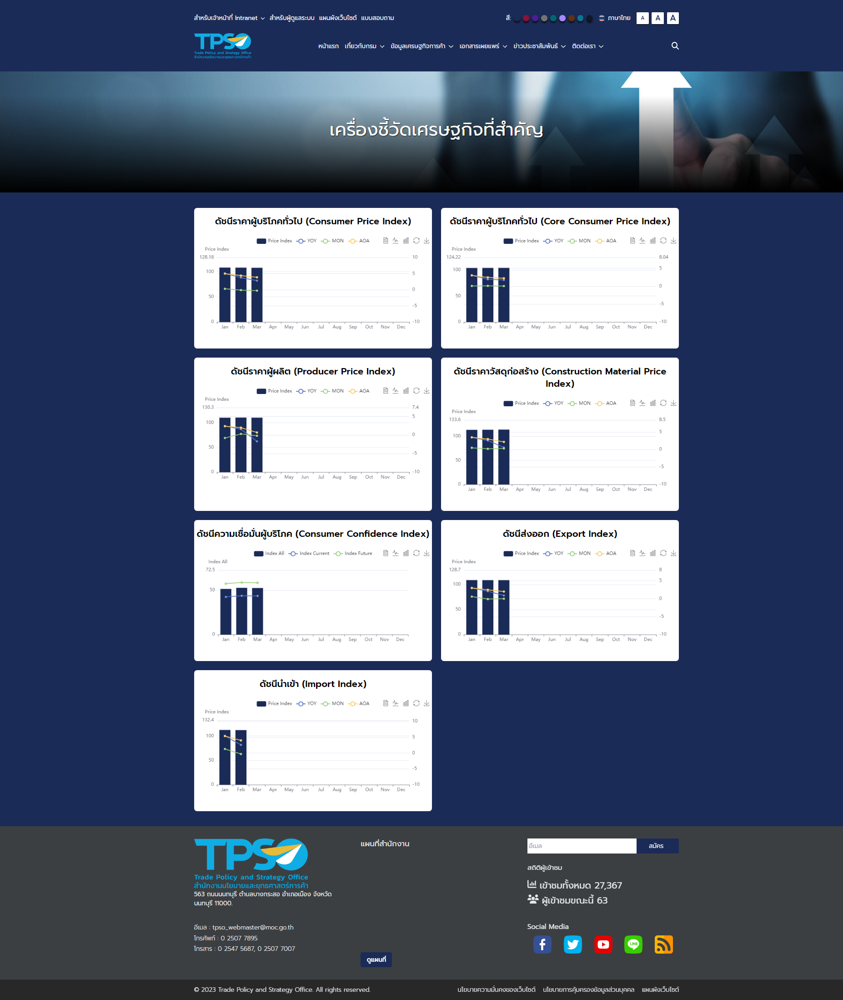 สำหรับเจ้าหน้าที่ Intranet สำหรับผู้ดูแลระบบ แผนผังเว็บไซต์ แบบสอบถาม
สี: ภาษาไทย A A A
TPSO
Trade Policy and Strategy Office
สำนักงานนโยบายและยุทธศาสตร์การค้า
หน้าแรก เกี่ยวกับกรม ข้อมูลเศรษฐกิจการค้า เอกสารเผยแพร่ ข่าวประชาสัมพันธ์ ติดต่อเรา
เครื่องชี้วัดเศรษฐกิจที่สำคัญ
ดัชนีราคาผู้บริโภคทั่วไป (Consumer Price Index)
Price Index YOY MON AOA
Price Index
128.18 10
100 5
0
50
-5
0 -10
Jan Feb Mar Apr May Jun Jul Aug Sep Oct Nov Dec
ดัชนีราคาผู้บริโภคทั่วไป (Core Consumer Price Index)
Price Index YOY MON AOA
Price Index
124.22 8.04
5
100
0
50
-5
0 -10
Jan Feb Mar Apr May Jun Jul Aug Sep Oct Nov Dec
ดัชนีราคาผู้ผลิต (Producer Price Index)
Price Index YOY MON AOA
Price Index
130.3 7.4
5
100
0
50
-5
0 -10
Jan Feb Mar Apr May Jun Jul Aug Sep Oct Nov Dec
ดัชนีราคาวัสดุก่อสร้าง (Construction Material Price
Index)
Price Index YOY MON AOA
Price Index
133.6 8.5
5
100
0
50
-5
0 -10
Jan Feb Mar Apr May Jun Jul Aug Sep Oct Nov Dec
ดัชนีความเชื่อมั่นผู้บริโภค (Consumer Confidence Index)
Index All Index Current Index Future
Index All
72.5
50
0
Jan Feb Mar Apr May Jun Jul Aug Sep Oct Nov Dec
ดัชนีส่งออก (Export Index)
Price Index YOY MON AOA
Price Index
128.7 8
5
100
0
50
-5
0 -10
Jan Feb Mar Apr May Jun Jul Aug Sep Oct Nov Dec
ดัชนีนำเข้า (Import Index)
Price Index YOY MON AOA
Price Index
132.4 10
100 5
0
50
-5
0 -10
Jan Feb Mar Apr May Jun Jul Aug Sep Oct Nov Dec
TPSO
Trade Policy and Strategy Office
สำนักงานนโยบายและยุทธศาสตร์การค้า
563 ถนนนนทบุรี ตำบลบางกระสอ อำเภอเมือง จังหวัด
นนทบุรี 11000.
อีเมล : tpso_webmaster@moc.go.th
โทรศัพท์ : 0 2507 7895
โทรสาร : 0 2547 5687, 0 2507 7007
แผนที่สำนักงาน
ดูแผนที่
อีเมล สมัคร
สถิติผู้เข้าชม
เข้าชมทั้งหมด 27,367
ผู้เข้าชมขณะนี้ 63
Social Media
LINE
© 2023 Trade Policy and Strategy Office. All rights reserved.
นโยบายความมั่นคงของเว็บไซต์ นโยบายการคุ้มครองข้อมูลส่วนบุคคล แผนผังเว็บไซต์